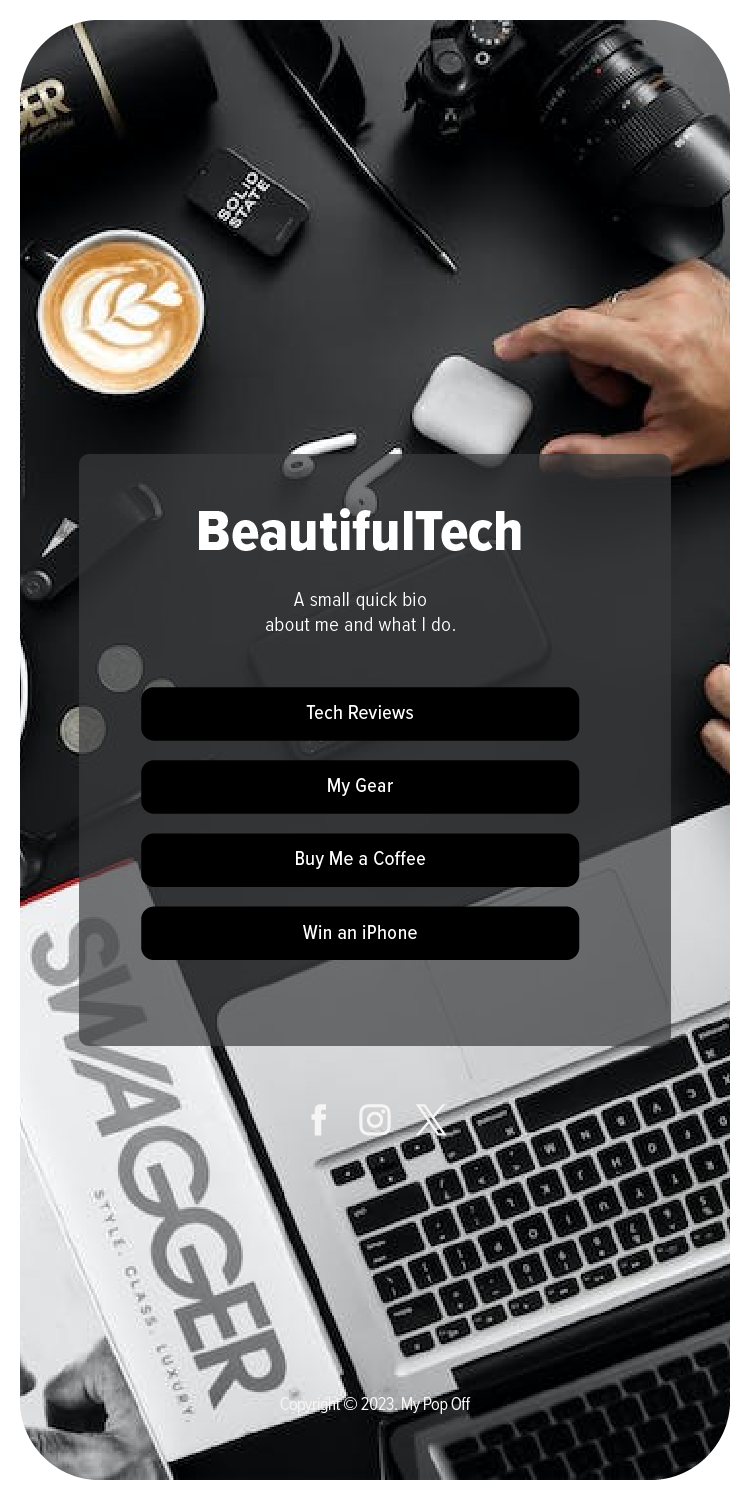 GER
SOLID
STATE
BeautifulTech
A small quick bio
about me and what I do.
Tech Reviews
My Gear
Buy Me a Coffee
Win an iPhone
SWAGGER
STYLE. CLASS. LUXURY.
Copyright © 2023. My Pop Off